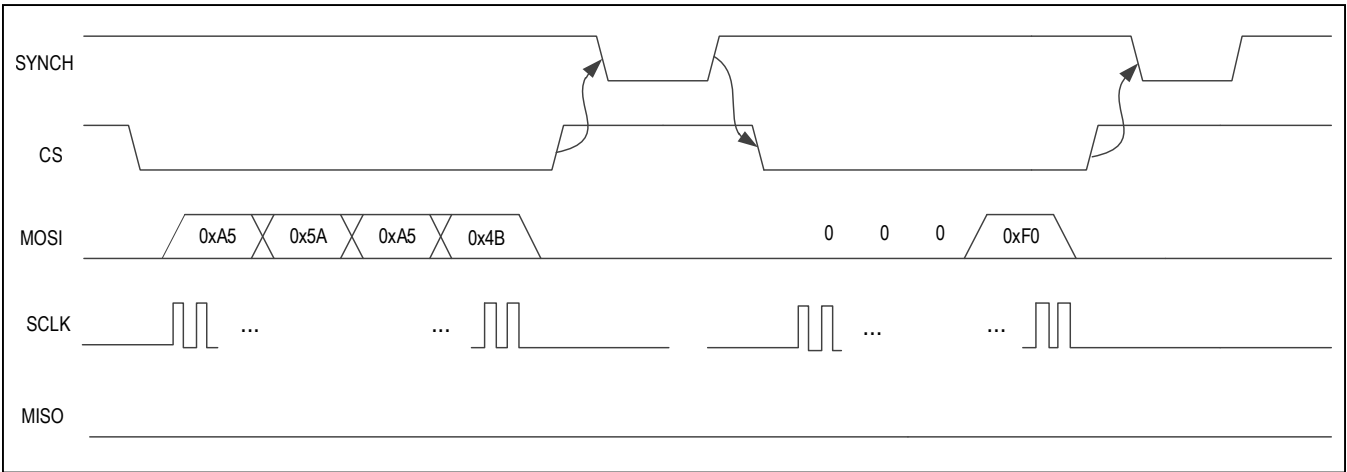 SYNCH
CS
MOSI 0xA5 0x5A 0xA5 0x4B 0 0 0 0xF0
SCLK ... ... ... ...
MISO